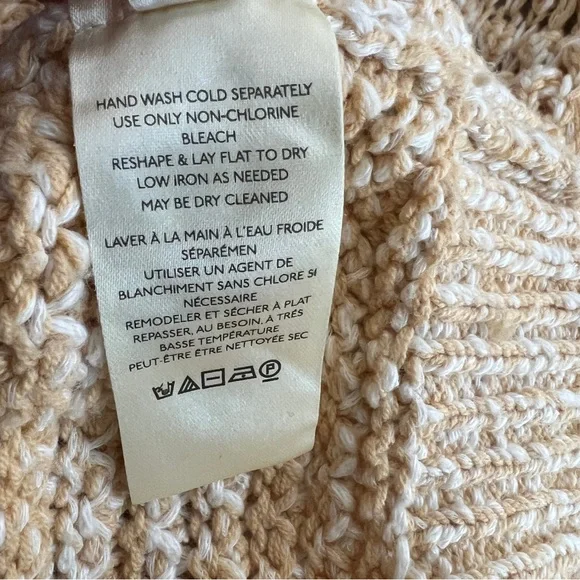 HAND WASH COLD SEPARATELY
USE ONLY NON-CHLORINE
BLEACH
RESHAPE & LAY FLAT TO DRY
LOW IRON AS NEEDED
MAY BE DRY CLEANED
LAVER À LA MAIN À L'EAU FROIDE
SÉPARÉMEN
UTILISER UN AGENT DE
BLANCHIMENT SANS CHLORE SI
NÉCESSAIRE
REMODELER ET SÉCHER À PLAT
REPASSER, AU BESOIN, À TRÉS
BASSE TEMPÉRATURE
PEUT-ÊTRE ÊTRE NETTOYÉE SEC
P